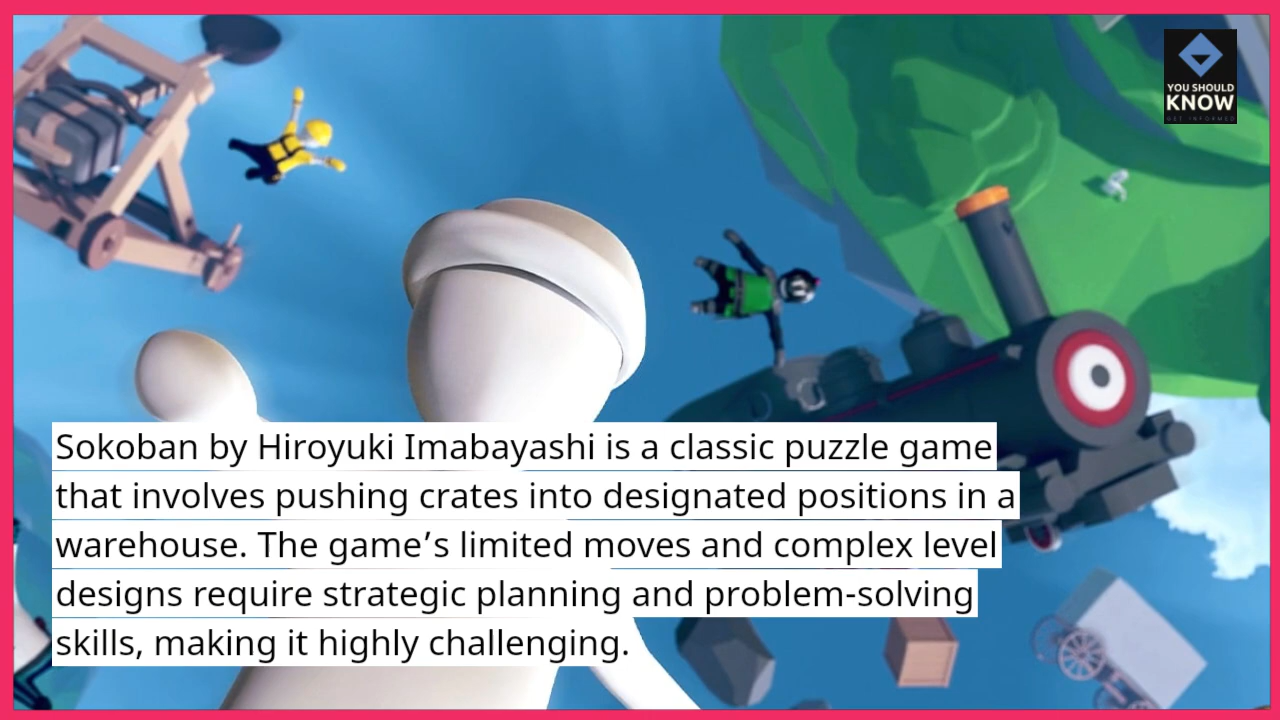 YOU SHOULD
KNOW
GET INFORMED
Sokoban by Hiroyuki Imabayashi is a classic puzzle game
that involves pushing crates into designated positions in a
warehouse. The game’s limited moves and complex level
designs require strategic planning and problem-solving
skills, making it highly challenging.